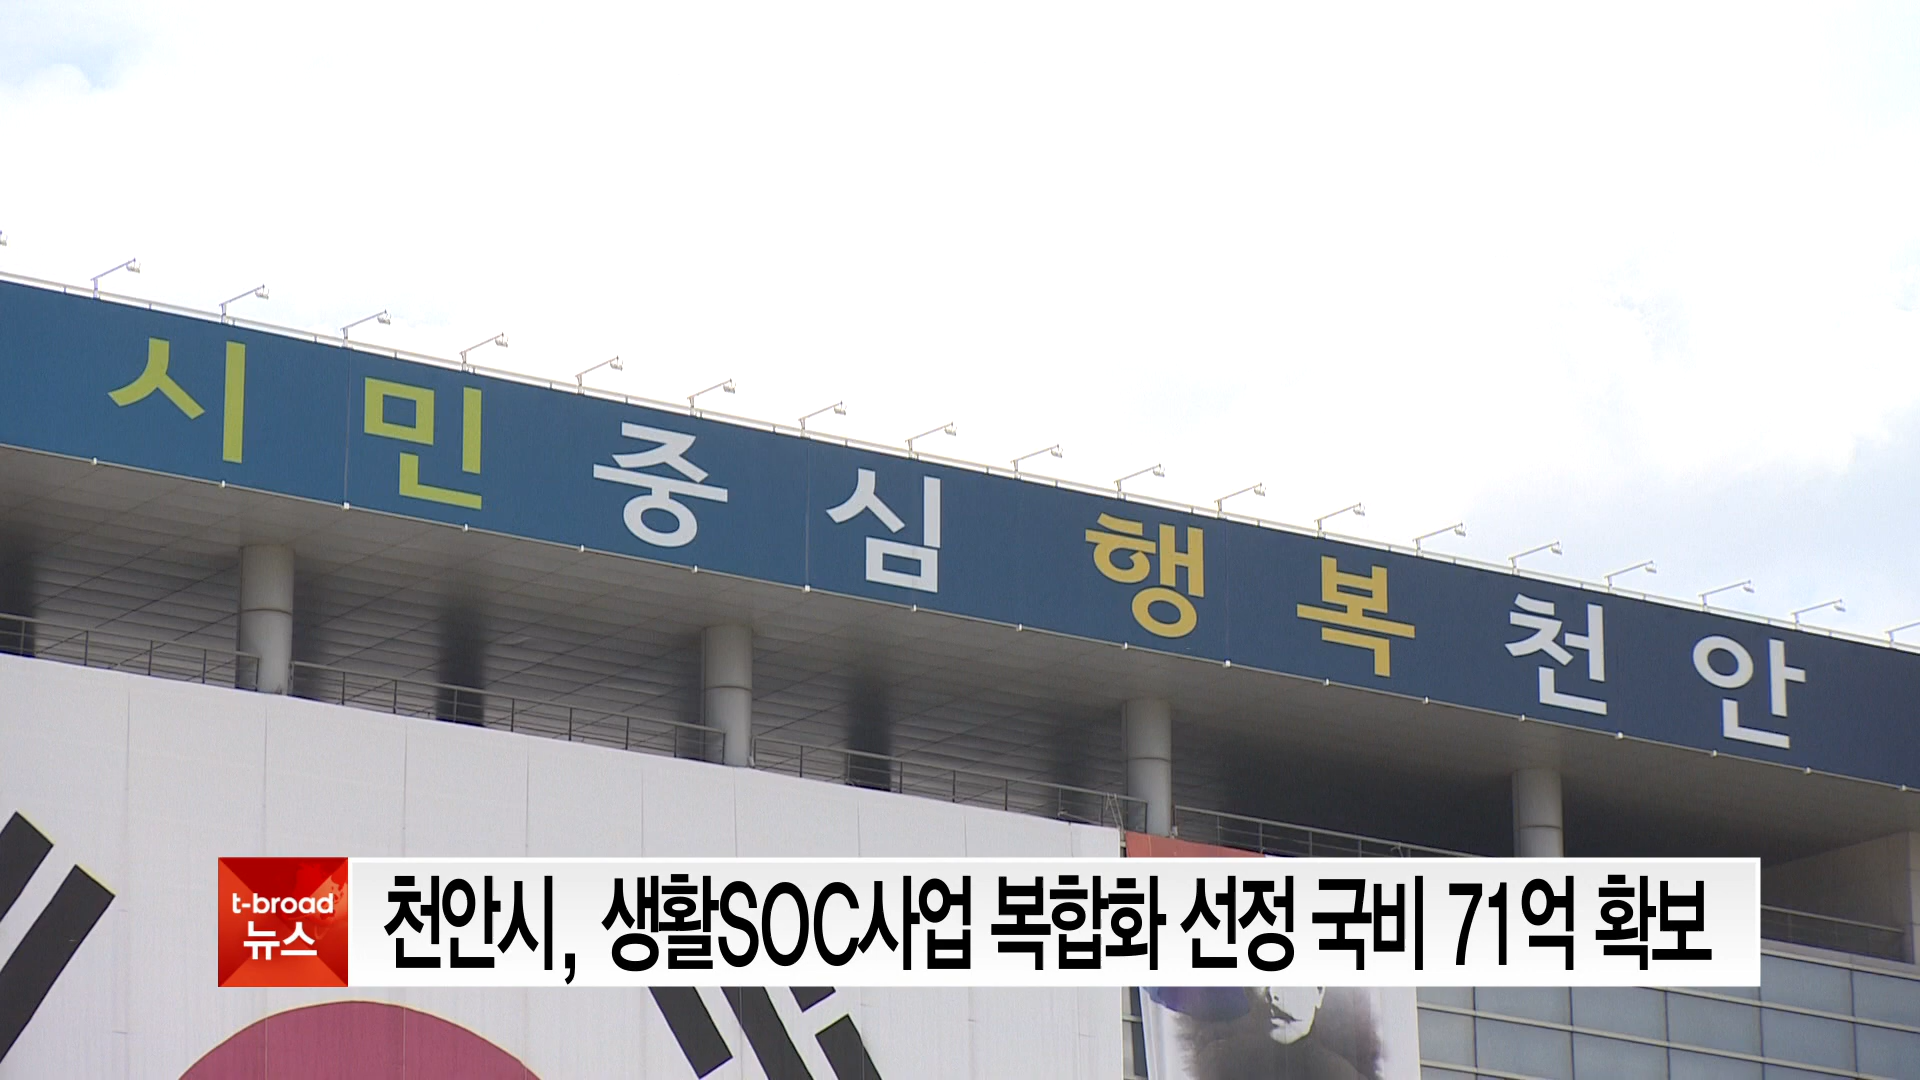 시민중심 행복천안
t-broad
뉴스
천안시, 생활SOC사업 복합화 선정 국비 71억 확보